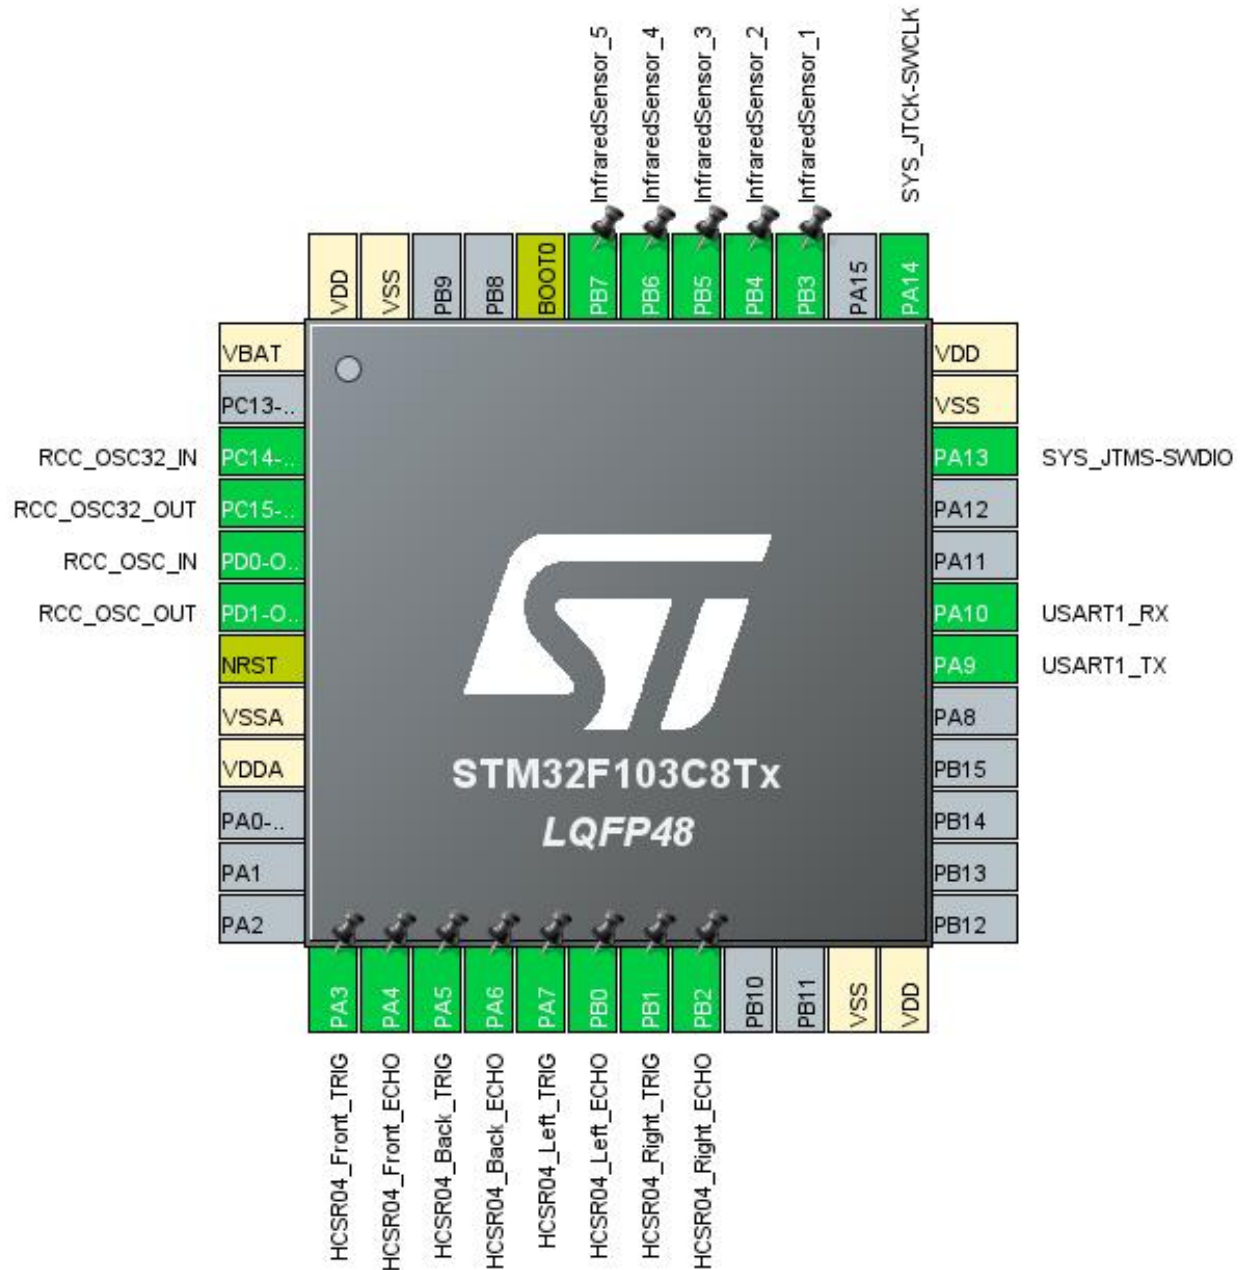 InfraredSensor_5
InfraredSensor_4
InfraredSensor_3
InfraredSensor_2
InfraredSensor_1
SYS_JTCK-SWCLK
VDD
VSS
PB9
PB8
BOOT0
PB7
PB6
PB5
PB4
PB3
PA15
PA14
VBAT
PC13-..
RCC_OSC32_IN PC14-..
RCC_OSC32_OUT PC15-..
RCC_OSC_IN PD0-O..
RCC_OSC_OUT PD1-O..
NRST
VSSA
VDDA
PA0-..
PA1
PA2
ST
STM32F103C8Tx
LQFP48
VDD
VSS
PA13 SYS_JTMS-SWDIO
PA12
PA11
PA10 USART1_RX
PA9 USART1_TX
PA8
PB15
PB14
PB13
PB12
PA3
PA4
PA5
PA6
PA7
PB0
PB1
PB2
PB10
PB11
VSS
VDD
HCSR04_Front_TRIG
HCSR04_Front_ECHO
HCSR04_Back_TRIG
HCSR04_Back_ECHO
HCSR04_Left_TRIG
HCSR04_Left_ECHO
HCSR04_Right_TRIG
HCSR04_Right_ECHO